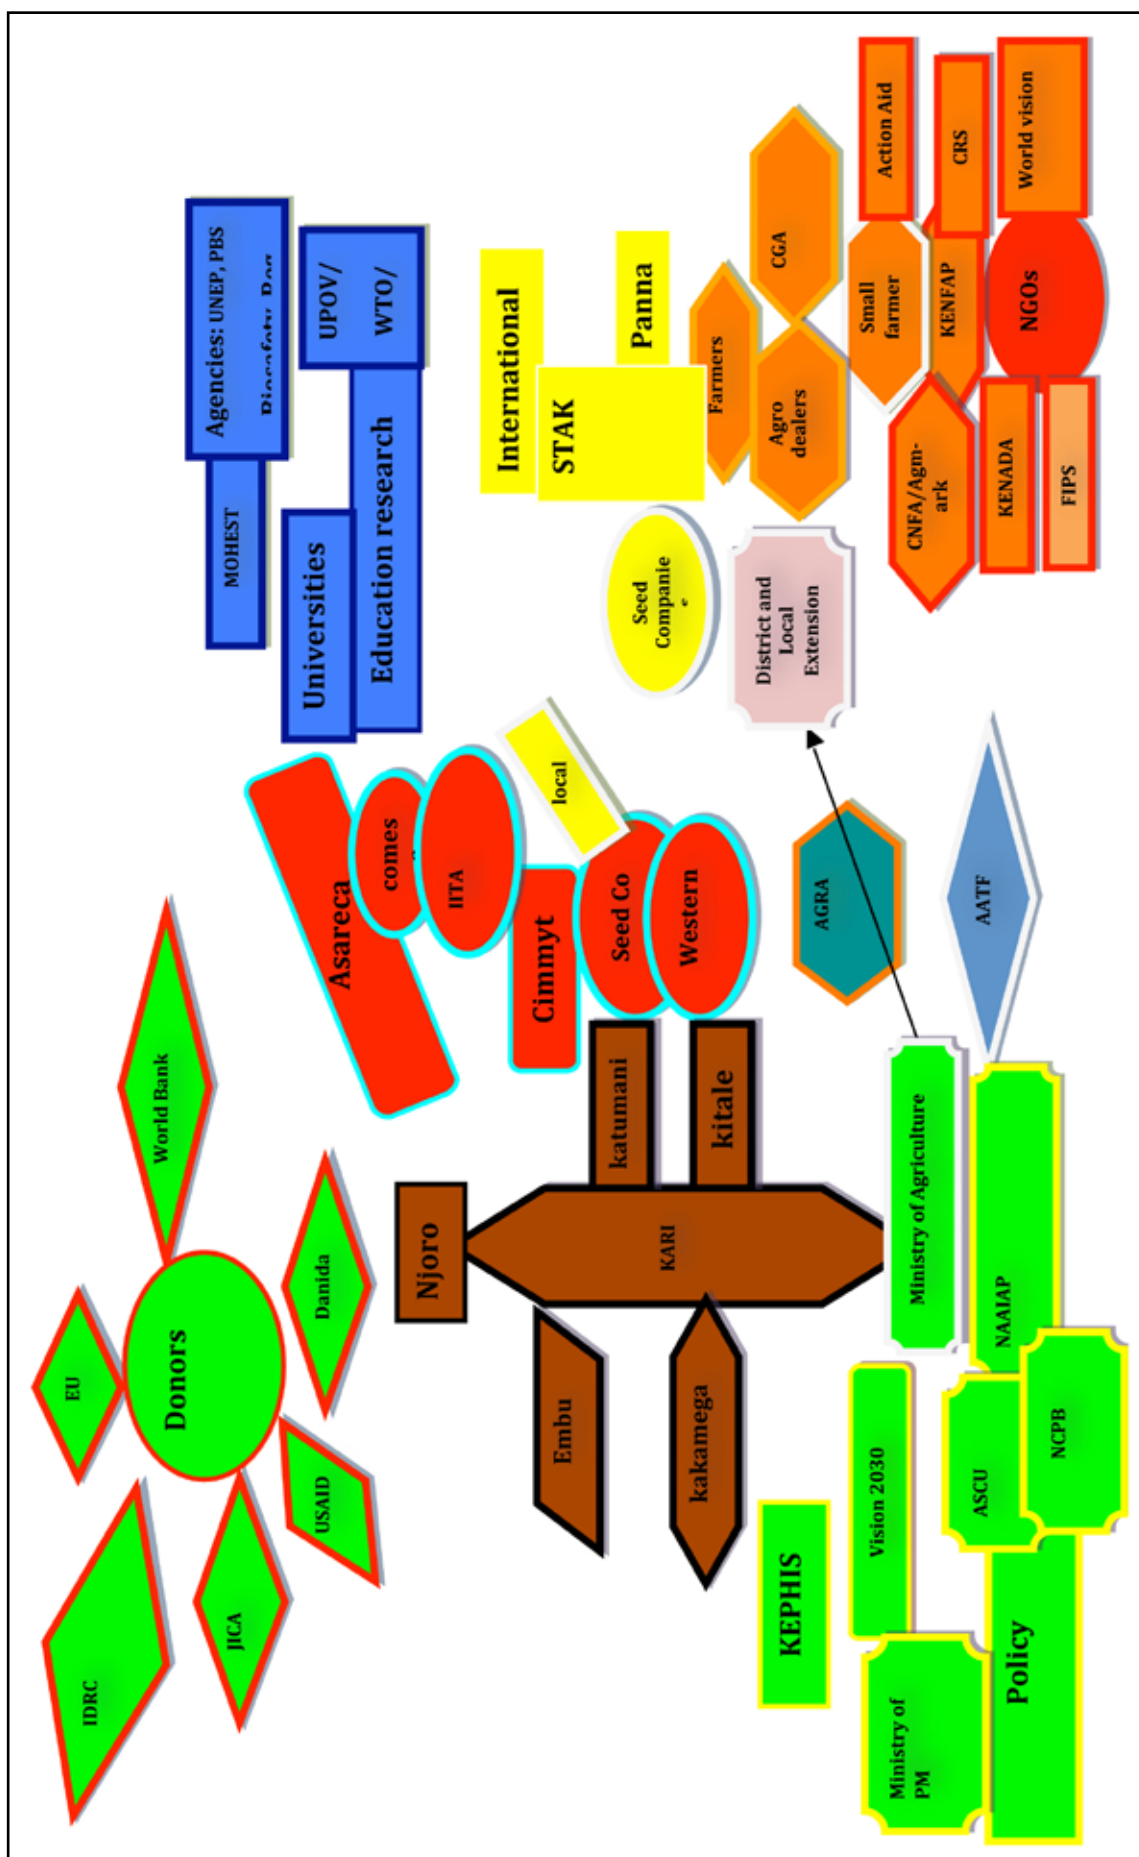 IDRC
EU
JICA
Donors
USAID
Danida
World Bank
Asareca
comes
IITA
Cimmyt
Seed Co
Western
local
MOHEST
Agencies: UNEP, PBS
Universities
Education research
UPOV/
WTO/
International
STAK
Panna
Seed
Companie
Farmers
CGA
Agro
dealers
District and
Local
Extension
Njoro
Embu
KARI
katumani
kitale
kakamega
KEPHIS
Vision 2030
Ministry of
PM
Policy
ASCU
NCPB
NAAIAP
Ministry of Agriculture
AGRA
AATF
Action Aid
Small
farmer
CRS
KENFAP
World vision
NGOs
CNFA/Agm-
ark
KENADA
FIPS